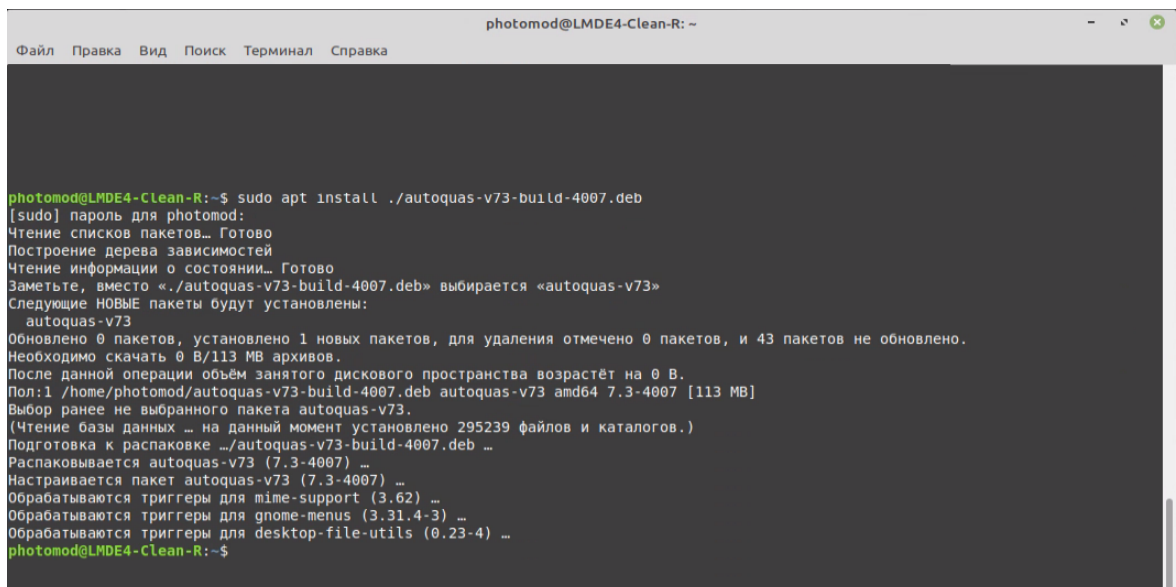 photomod@LMDE4-Clean-R: ~
Файл Правка Вид Поиск Терминал Справка
photomod@LMDE4-Clean-R:~$ sudo apt install ./autoquas-v73-build-4007.deb
[sudo] пароль для photomod:
Чтение списков пакетов… Готово
Построение дерева зависимостей
Чтение информации о состоянии… Готово
Заметьте, вместо «./autoquas-v73-build-4007.deb» выбирается «autoquas-v73»
Следующие НОВЫЕ пакеты будут установлены:
  autoquas-v73
Обновлено 0 пакетов, установлено 1 новых пакетов, для удаления отмечено 0 пакетов, и 43 пакетов не обновлено.
Необходимо скачать 0 B/113 MB архивов.
После данной операции объём занятого дискового пространства возрастёт на 0 B.
Пол:1 /home/photomod/autoquas-v73-build-4007.deb autoquas-v73 amd64 7.3-4007 [113 MB]
Выбор ранее не выбранного пакета autoquas-v73.
(Чтение базы данных … на данный момент установлено 295239 файлов и каталогов.)
Подготовка к распаковке …/autoquas-v73-build-4007.deb …
Распаковывается autoquas-v73 (7.3-4007) …
Настраивается пакет autoquas-v73 (7.3-4007) …
Обрабатываются триггеры для mime-support (3.62) …
Обрабатываются триггеры для gnome-menus (3.31.4-3) …
Обрабатываются триггеры для desktop-file-utils (0.23-4) …
photomod@LMDE4-Clean-R:~$